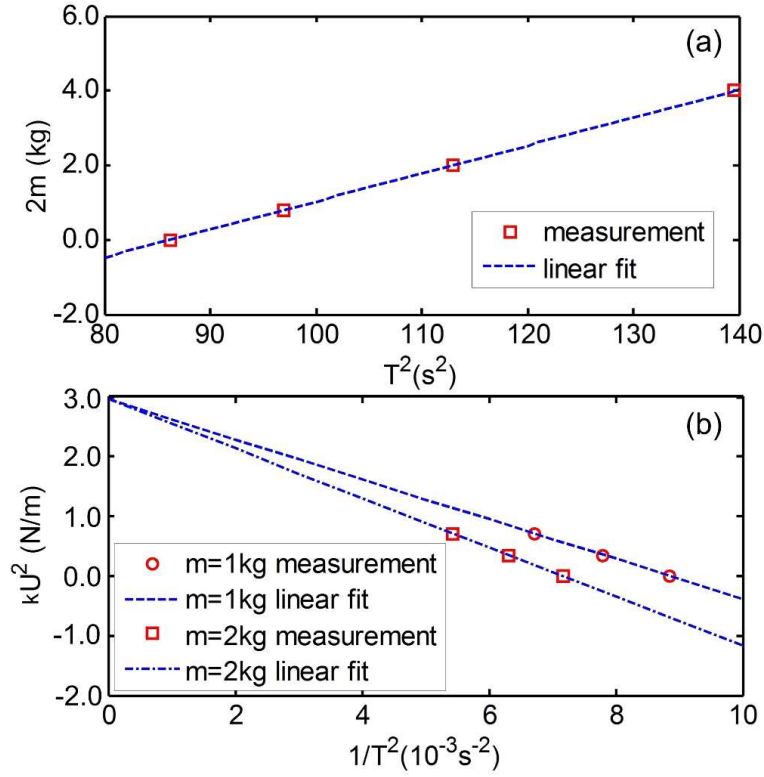 6.0
(a)
4.0
2m (kg)
2.0
0.0
-2.0
measurement
linear fit
80 90 100 110 120 130 140
T²(s²)
3.0
(b)
2.0
1.0
κU² (N/m)
0.0
-1.0
-2.0
m=1kg measurement
m=1kg linear fit
m=2kg measurement
m=2kg linear fit
0 2 4 6 8 10
1/T²(10⁻³s⁻²)